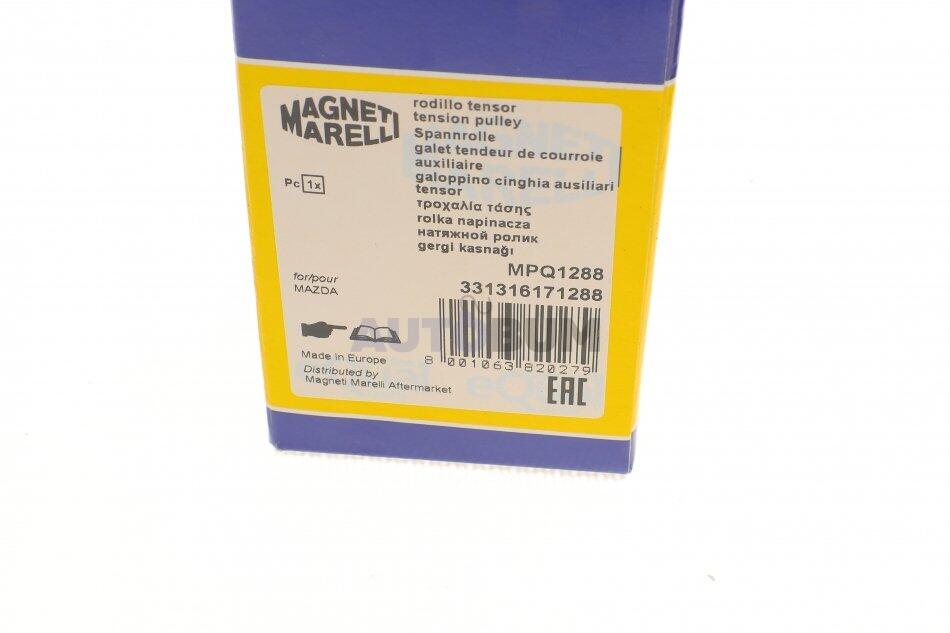 MAGNETI
MARELLI
rodillo tensor
tension pulley
Spannrolle
galet tendeur de courroie
auxiliaire
galoppino cinghia ausiliari
tensor
τροχαλία τάσης
rolka napinacza
натяжной ролик
gergi kasnağı
Pc 1x
MPQ1288
331316171288
for/pour
MAZDA
AUTOBUN
8 001063 820279
Made in Europe
Distributed by
Magneti Marelli Aftermarket
EAC